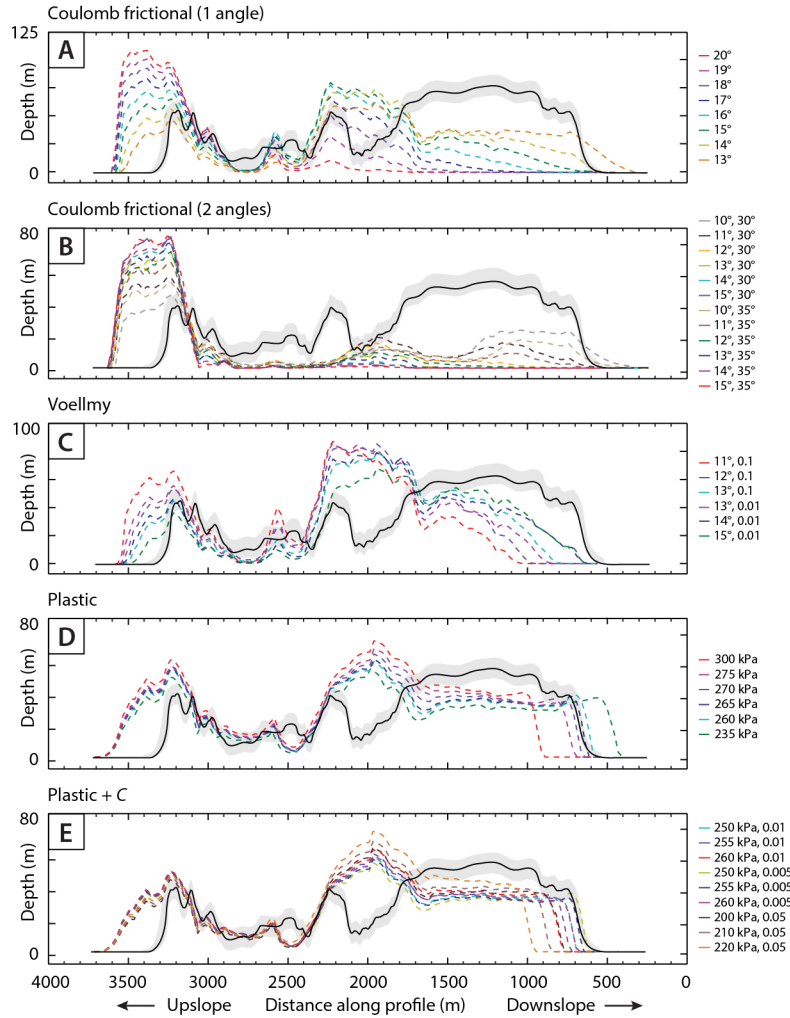 Coulomb frictional (1 angle)
125
A
Depth (m)
0
20°
19°
18°
17°
16°
15°
14°
13°
Coulomb frictional (2 angles)
80
B
Depth (m)
0
10°, 30°
11°, 30°
12°, 30°
13°, 30°
14°, 30°
15°, 30°
10°, 35°
11°, 35°
12°, 35°
13°, 35°
14°, 35°
15°, 35°
Voellmy
100
C
Depth (m)
0
11°, 0.1
12°, 0.1
13°, 0.1
13°, 0.01
14°, 0.01
15°, 0.01
Plastic
80
D
Depth (m)
0
300 kPa
275 kPa
270 kPa
265 kPa
260 kPa
235 kPa
Plastic + C
80
E
Depth (m)
0
250 kPa, 0.01
255 kPa, 0.01
260 kPa, 0.01
250 kPa, 0.005
255 kPa, 0.005
260 kPa, 0.005
200 kPa, 0.05
210 kPa, 0.05
220 kPa, 0.05
4000 3500 3000 2500 2000 1500 1000 500 0
Upslope Distance along profile (m) Downslope